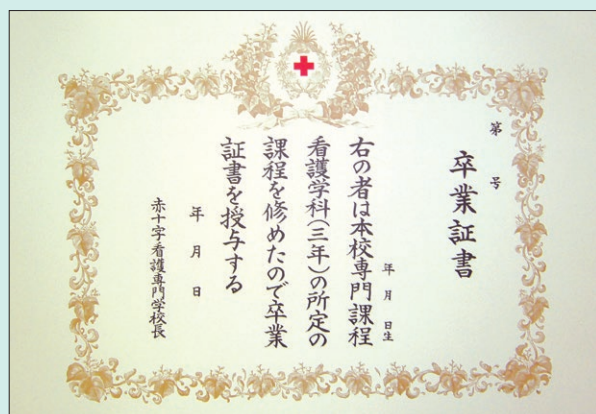 第　号
卒業証書
年　月　日生
右の者は本校専門課程
看護学科(三年)の所定の
課程を修めたので卒業
証書を授与する
年　月　日
赤十字看護専門学校長